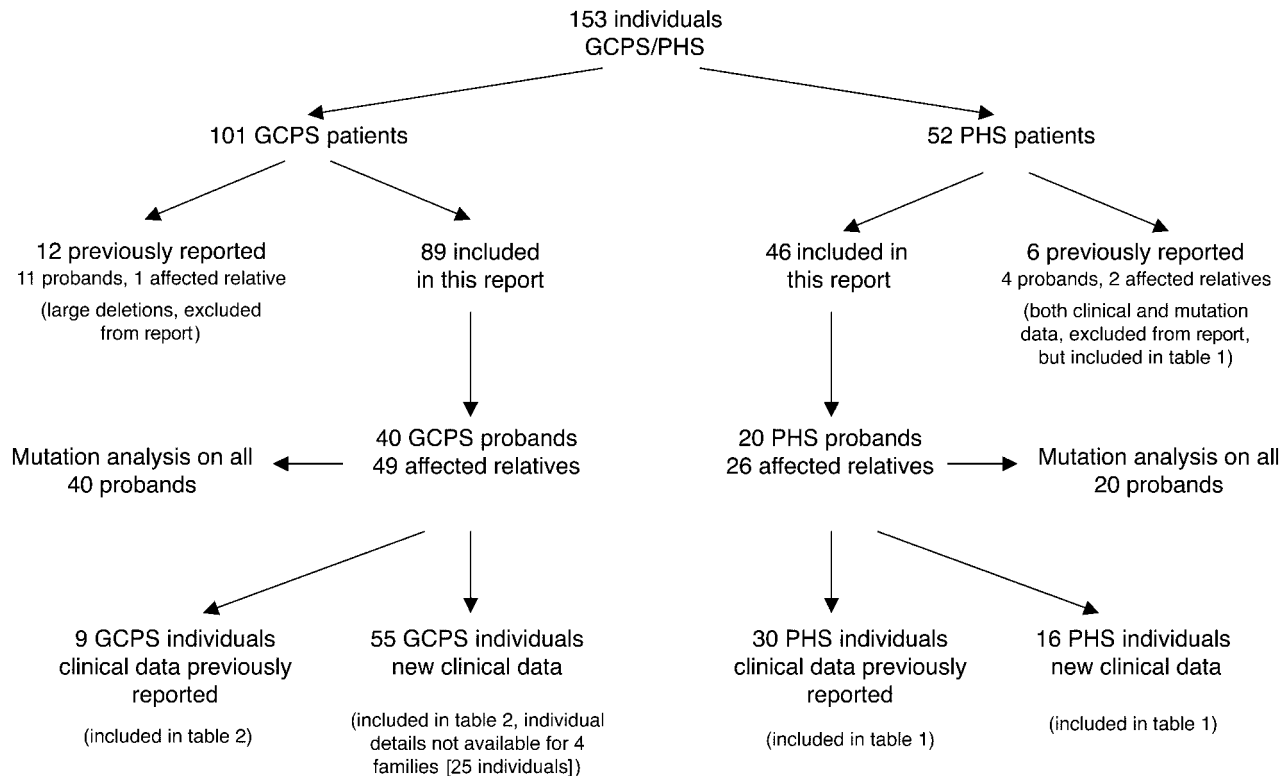 153 individuals
GCPS/PHS
101 GCPS patients
52 PHS patients
12 previously reported
11 probands, 1 affected relative
(large deletions, excluded
from report)
89 included
in this report
46 included in
this report
6 previously reported
4 probands, 2 affected relatives
(both clinical and mutation
data, excluded from report,
but included in table 1)
Mutation analysis on all
40 probands
40 GCPS probands
49 affected relatives
20 PHS probands
26 affected relatives
Mutation analysis on all
20 probands
9 GCPS individuals
clinical data previously
reported
(included in table 2)
55 GCPS individuals
new clinical data
(included in table 2, individual
details not available for 4
families [25 individuals])
30 PHS individuals
clinical data previously
reported
(included in table 1)
16 PHS individuals
new clinical data
(included in table 1)